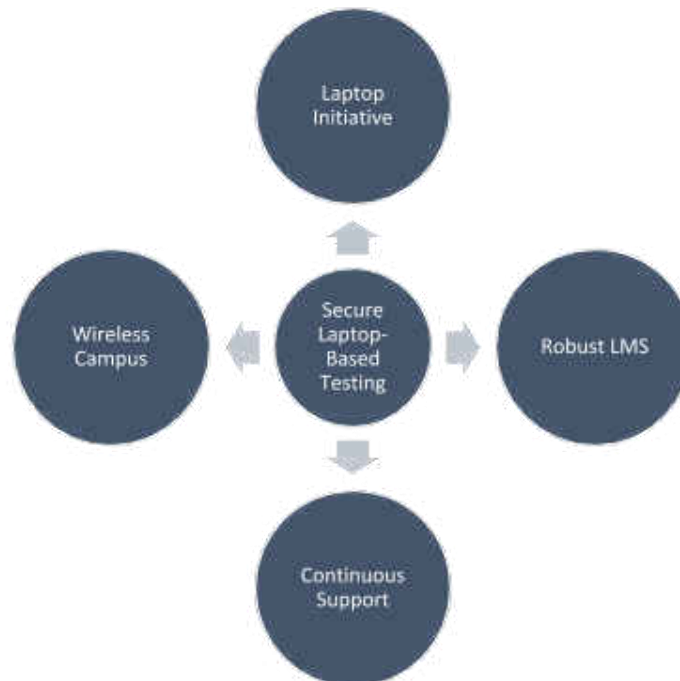 Laptop
Initiative
Wireless
Campus
Secure
Laptop-
Based
Testing
Robust LMS
Continuous
Support